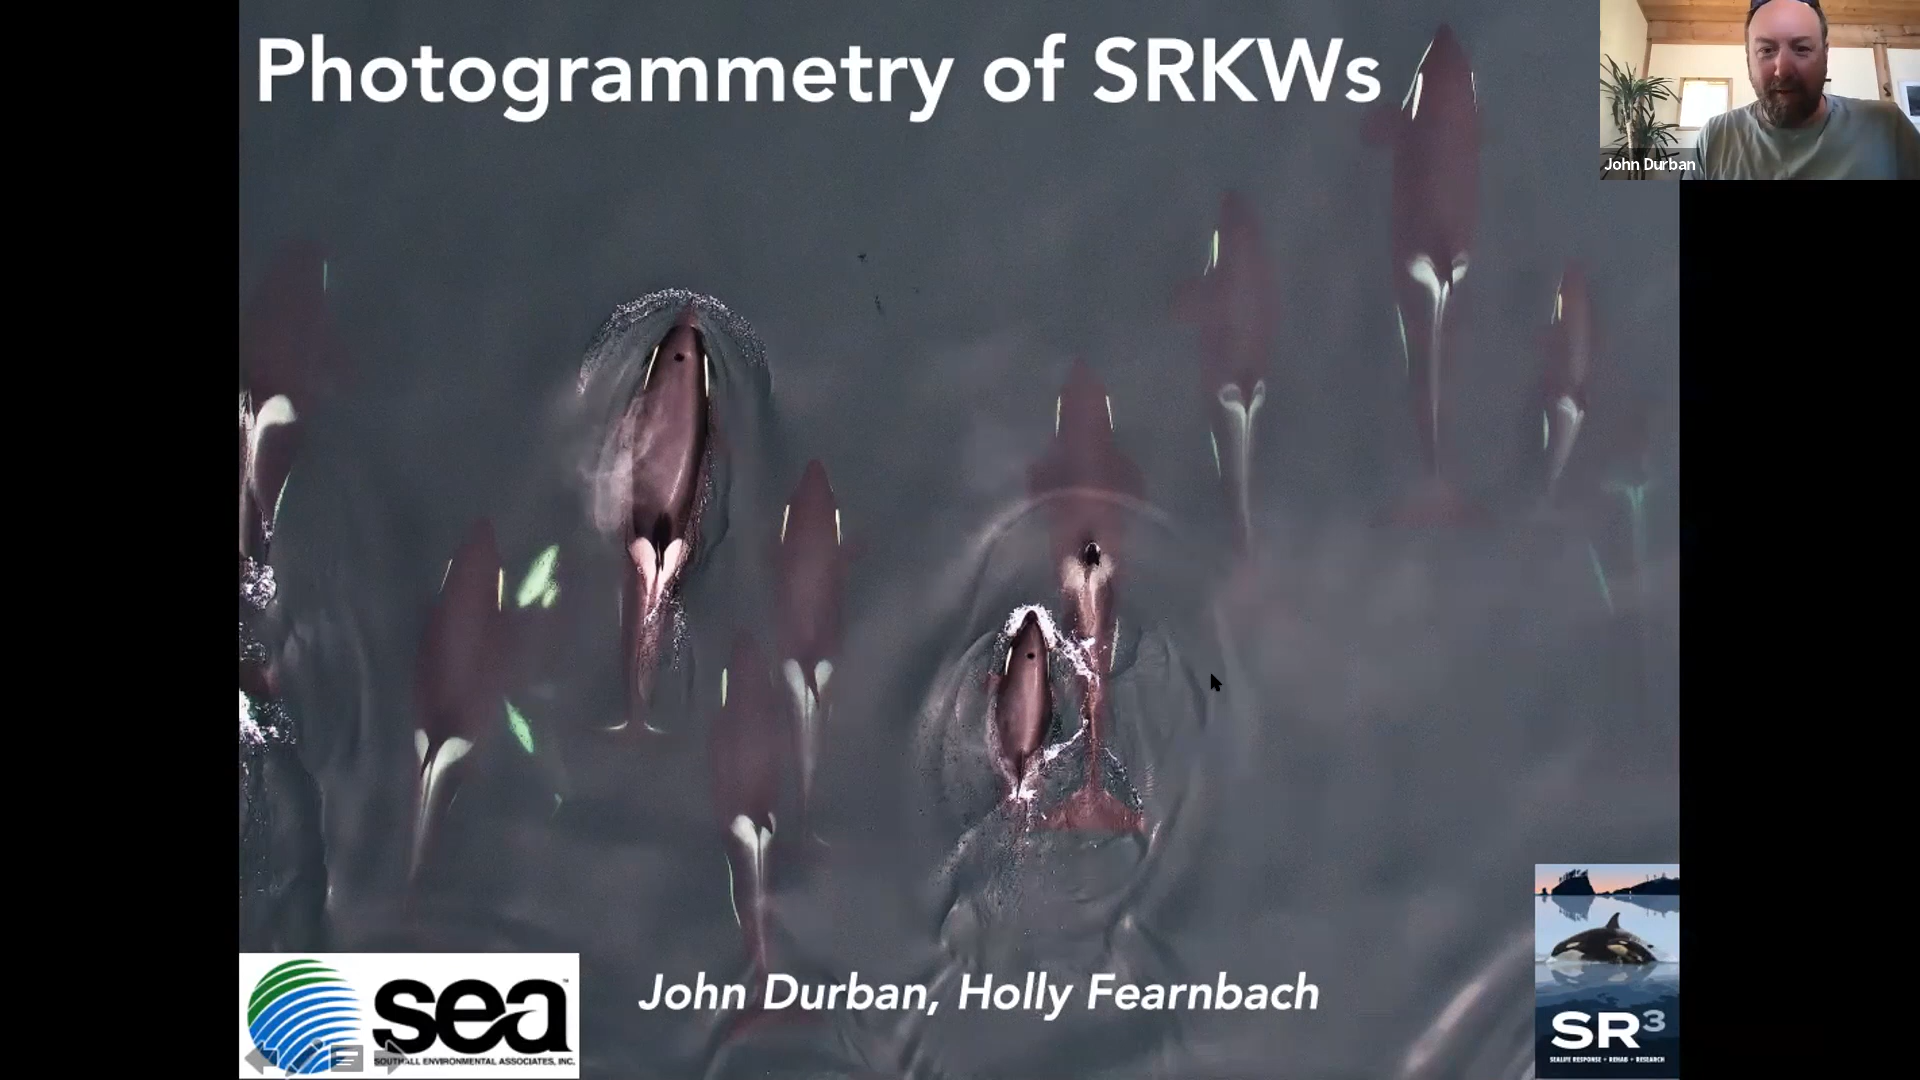 Photogrammetry of SRKWs
John Durban
John Durban, Holly Fearnbach
sea
SOUTHALL ENVIRONMENTAL ASSOCIATES, INC.
SR3
SEALIFE RESPONSE • REHAB • RESEARCH